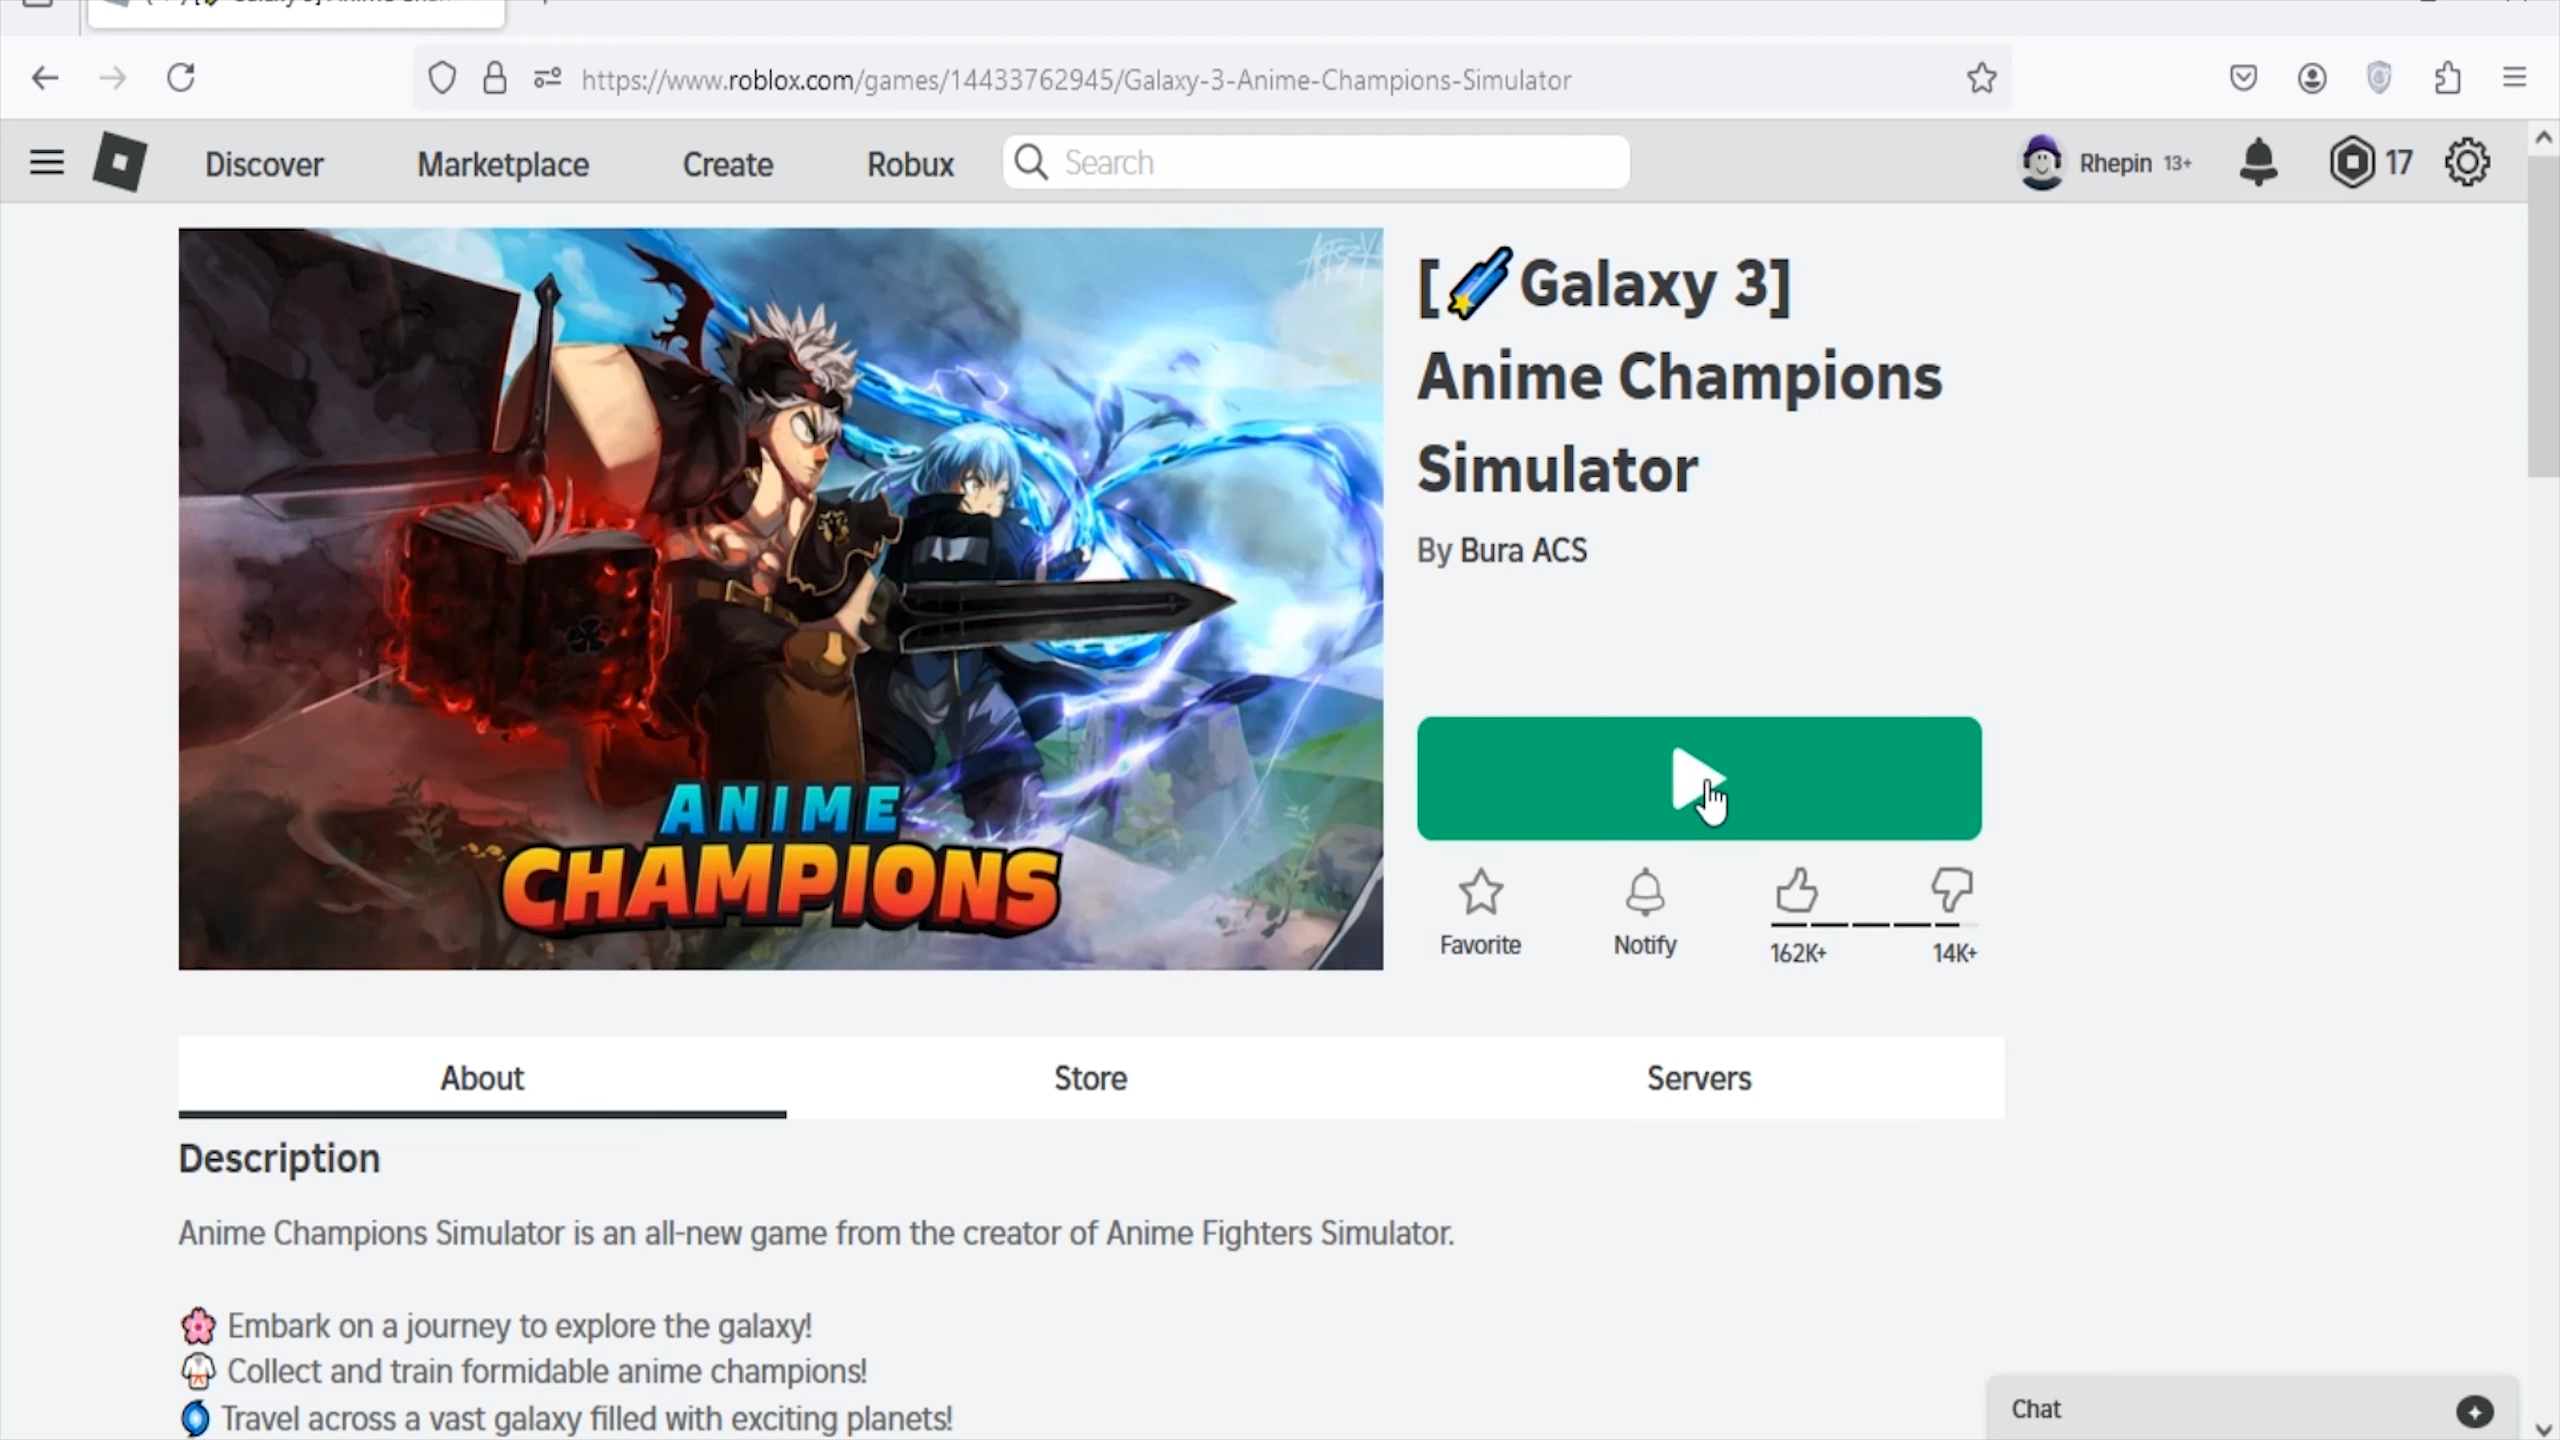 https://www.roblox.com/games/14433762945/Galaxy-3-Anime-Champions-Simulator
Discover Marketplace Create Robux Search Rhepin 13+ 17
[Galaxy 3]
Anime Champions
Simulator
By Bura ACS
ANIME
CHAMPIONS
Favorite Notify 162K+ 14K+
About Store Servers
Description
Anime Champions Simulator is an all-new game from the creator of Anime Fighters Simulator.
🌸 Embark on a journey to explore the galaxy!
🥋 Collect and train formidable anime champions!
🌀 Travel across a vast galaxy filled with exciting planets!
Chat